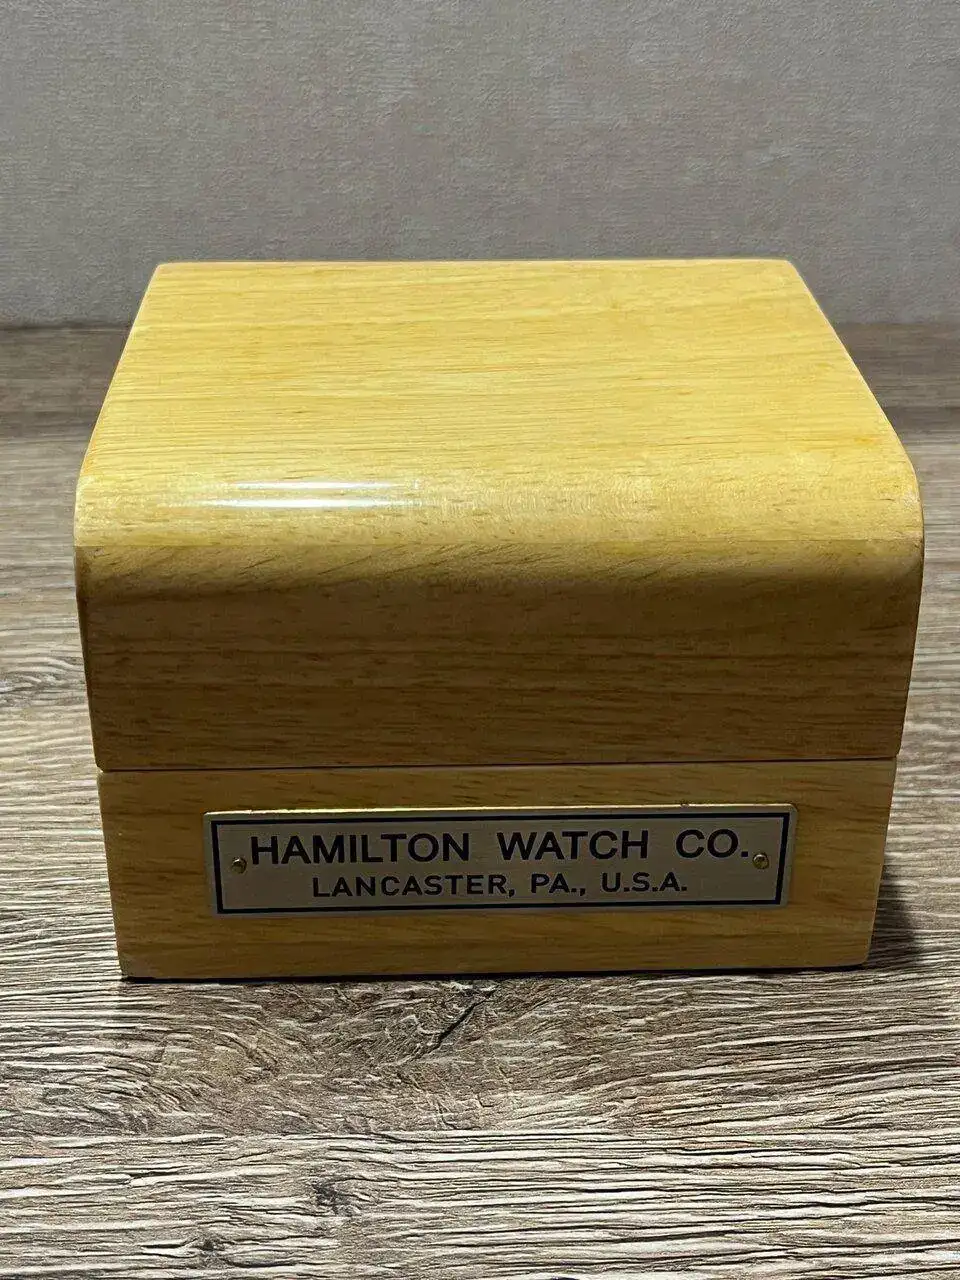 HAMILTON WATCH CO.
LANCASTER, PA., U.S.A.